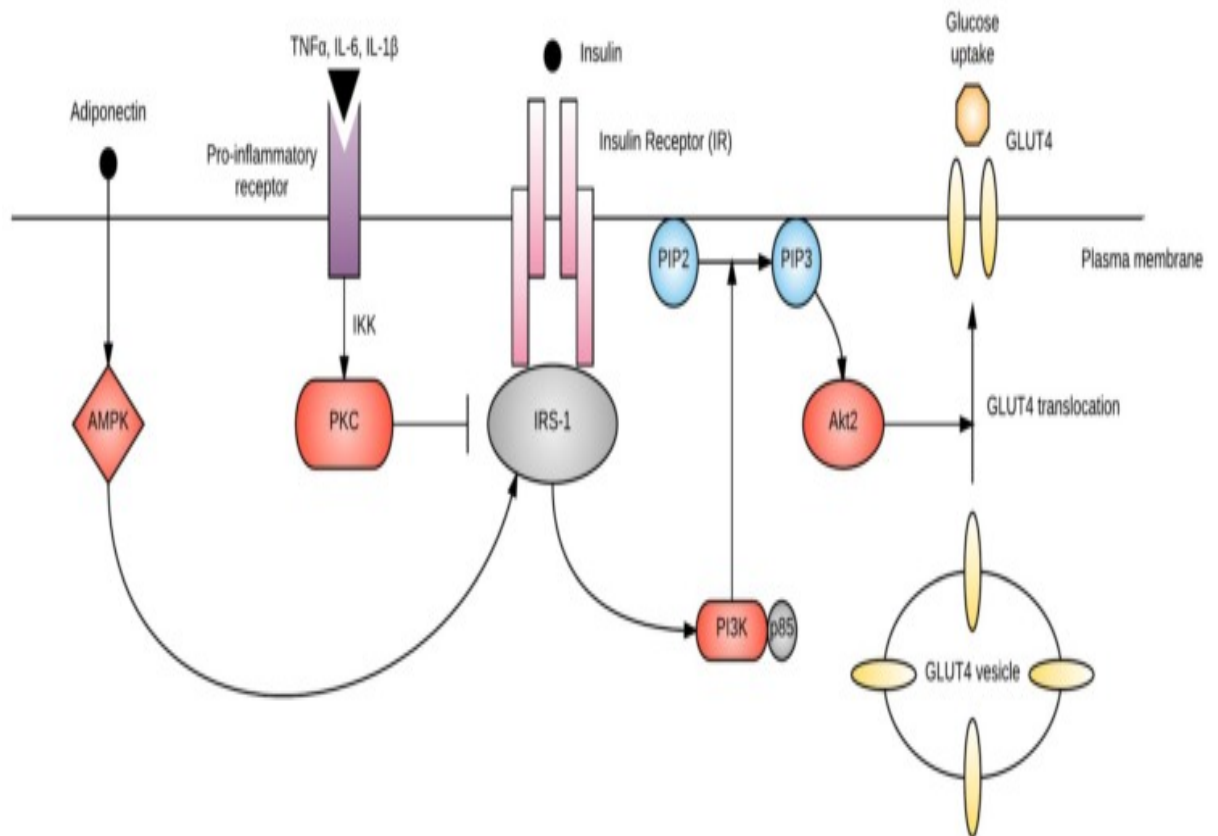 Glucose
uptake
TNFα, IL-6, IL-1β
Insulin
Adiponectin
Insulin Receptor (IR)
GLUT4
Pro-inflammatory
receptor
PIP2
PIP3
Plasma membrane
IKK
AMPK
PKC
IRS-1
Akt2
GLUT4 translocation
PI3K
p85
GLUT4 vesicle